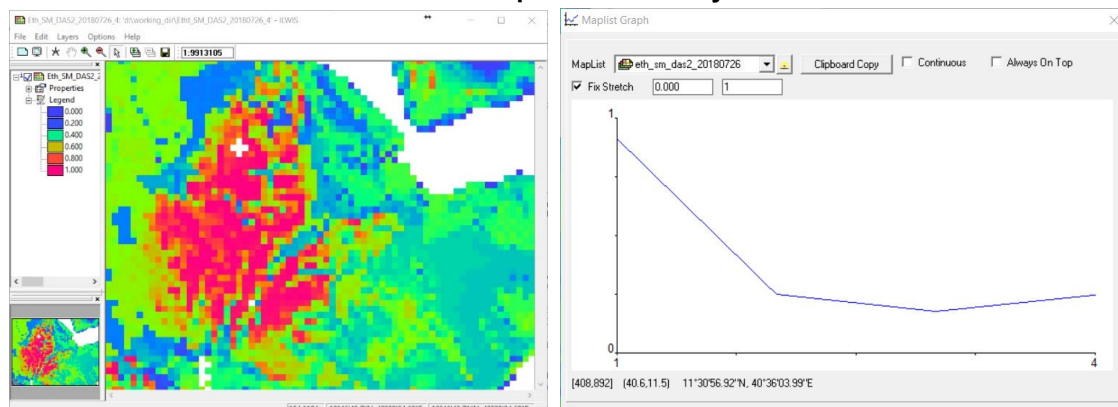 Eth_SM_DAS2_20180726_4: 'd:\working_dir\Ethl_SM_DAS2_20180726_4' - ILWIS
File Edit Layers Options Help
1:9913105
Eth_SM_DAS2_2
Properties
Legend
0.000
0.200
0.400
0.600
0.800
1.000
Maplist Graph
MapList eth_sm_das2_20180726 Clipboard Copy Continuous Always On Top
Fix Stretch 0.000 1
1
0
1 4
[408,892] (40.6,11.5) 11°30'56.92"N, 40°36'03.99"E